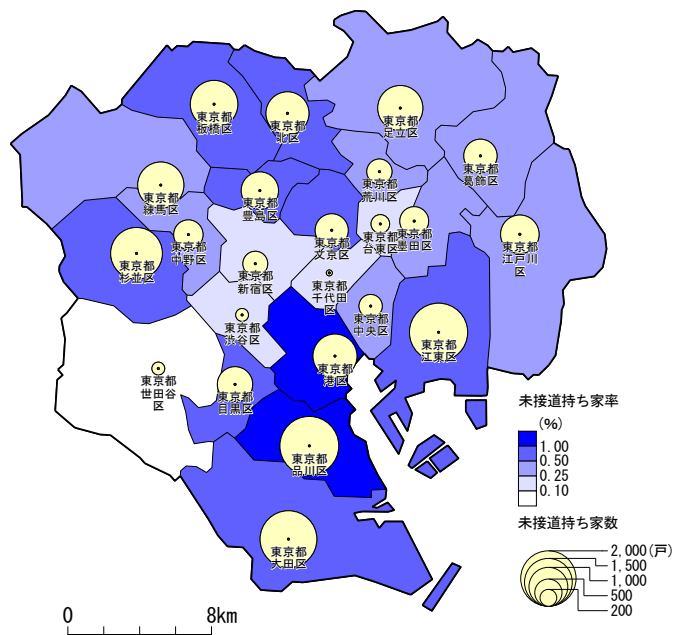 東京都
板橋区
東京都
北区
東京都
足立区
東京都
葛飾区
東京都
荒川区
東京都
練馬区
東京都
豊島区
東京都
中野区
東京都
杉並区
東京都
文京区
東京都
台東区
東京都
墨田区
東京都
江戸川
区
東京都
新宿区
東京都
千代田
区
東京都
渋谷区
東京都
中央区
東京都
江東区
東京都
港区
東京都
世田谷
区
東京都
目黒区
東京都
品川区
東京都
大田区
未接道持ち家率
(%)
1.00
0.50
0.25
0.10
未接道持ち家数
2,000(戸)
1,500
1,000
500
200
0 8km